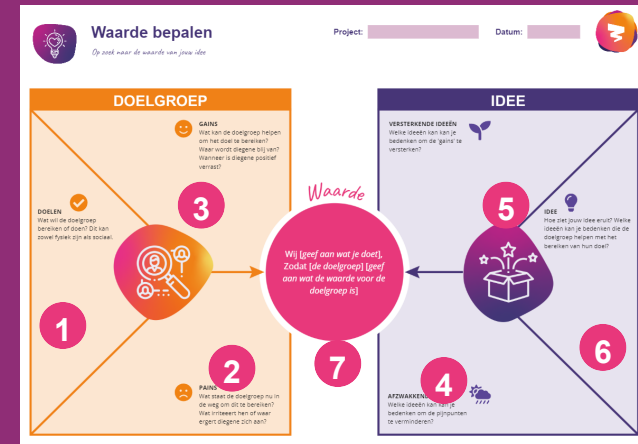 Waarde bepalen
Op zoek naar de waarde van jouw idee
Project:
Datum:
DOELGROEP
GAINS
Wat kan de doelgroep helpen
om het doel te bereiken?
Waar wordt diegene blij van?
Wanneer is diegene positief
verrast?
3
DOELEN
Wat wil de doelgroep
bereiken of doen? Dit kan
zowel fysiek zijn als sociaal.
1
2
PAINS
Wat staat de doelgroep nu in
de weg om dit te bereiken?
Wat irriteert hen of waar
ergert diegene zich aan?
Waarde
Wij [geef aan wat je doet],
Zodat [de doelgroep] [geef
aan wat de waarde voor de
doelgroep is]
7
IDEE
VERSTERKENDE IDEEËN
Welke ideeën kan kan je
bedenken om de 'gains' te
versterken?
5
IDEE
Hoe ziet jouw idee eruit? Welke
ideeën kan je bedenken die de
doelgroep helpen met het
bereiken van hun doel?
6
4
Welke ideeën kan kan je
bedenken om de pijnpunten
te verminderen?